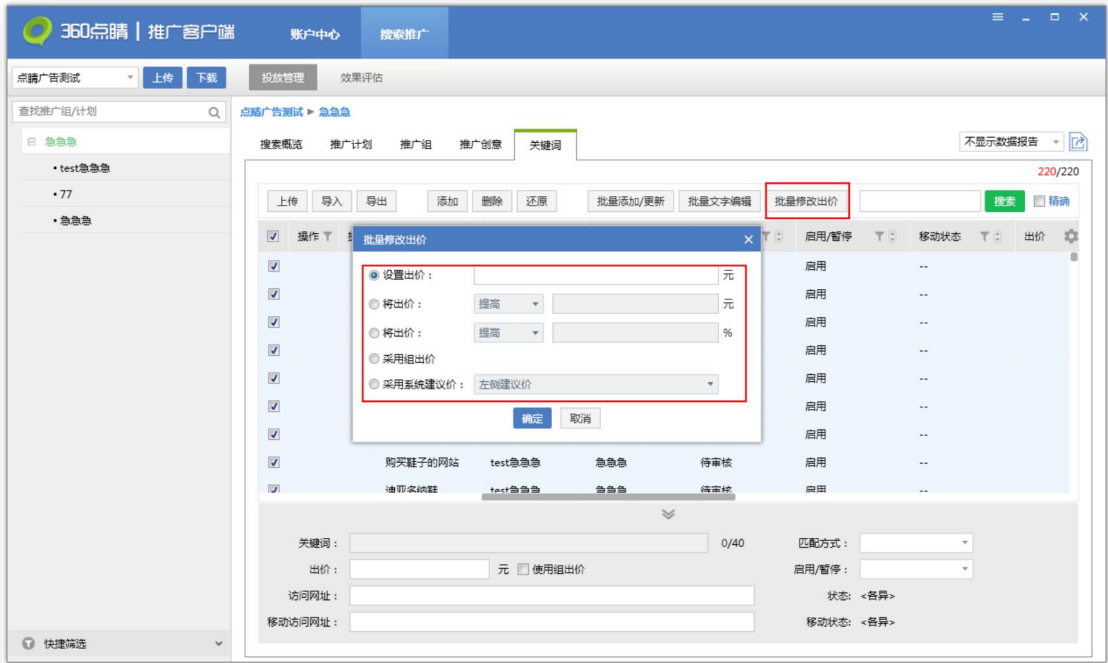 360点睛 | 推广客户端 账户中心 搜索推广
点睛广告测试 上传 下载 投放管理 效果评估
查找推广组/计划 点睛广告测试 ▶ 急急急
急急急 搜索概览 推广计划 推广组 推广创意 关键词 不显示数据报告
• test急急急
220/220
• 77 上传 导入 导出 添加 删除 还原 批量添加/更新 批量文字编辑 批量修改出价 搜索 精确
• 急急急
操作 启用/暂停 移动状态 出价
批量修改出价
设置出价： 元
将出价： 提高 元
将出价： 提高 %
采用组出价
采用系统建议价： 左侧建议价
确定 取消
启用 --
启用 --
启用 --
启用 --
启用 --
启用 --
启用 --
购买鞋子的网站 test急急急 急急急 待审核 启用 --
迪亚多纳鞋 test急急急 急急急 待审核 启用 --
关键词： 0/40 匹配方式：
出价： 元 使用组出价 启用/暂停：
访问网址： 状态: <各异>
移动访问网址： 移动状态: <各异>
快捷筛选